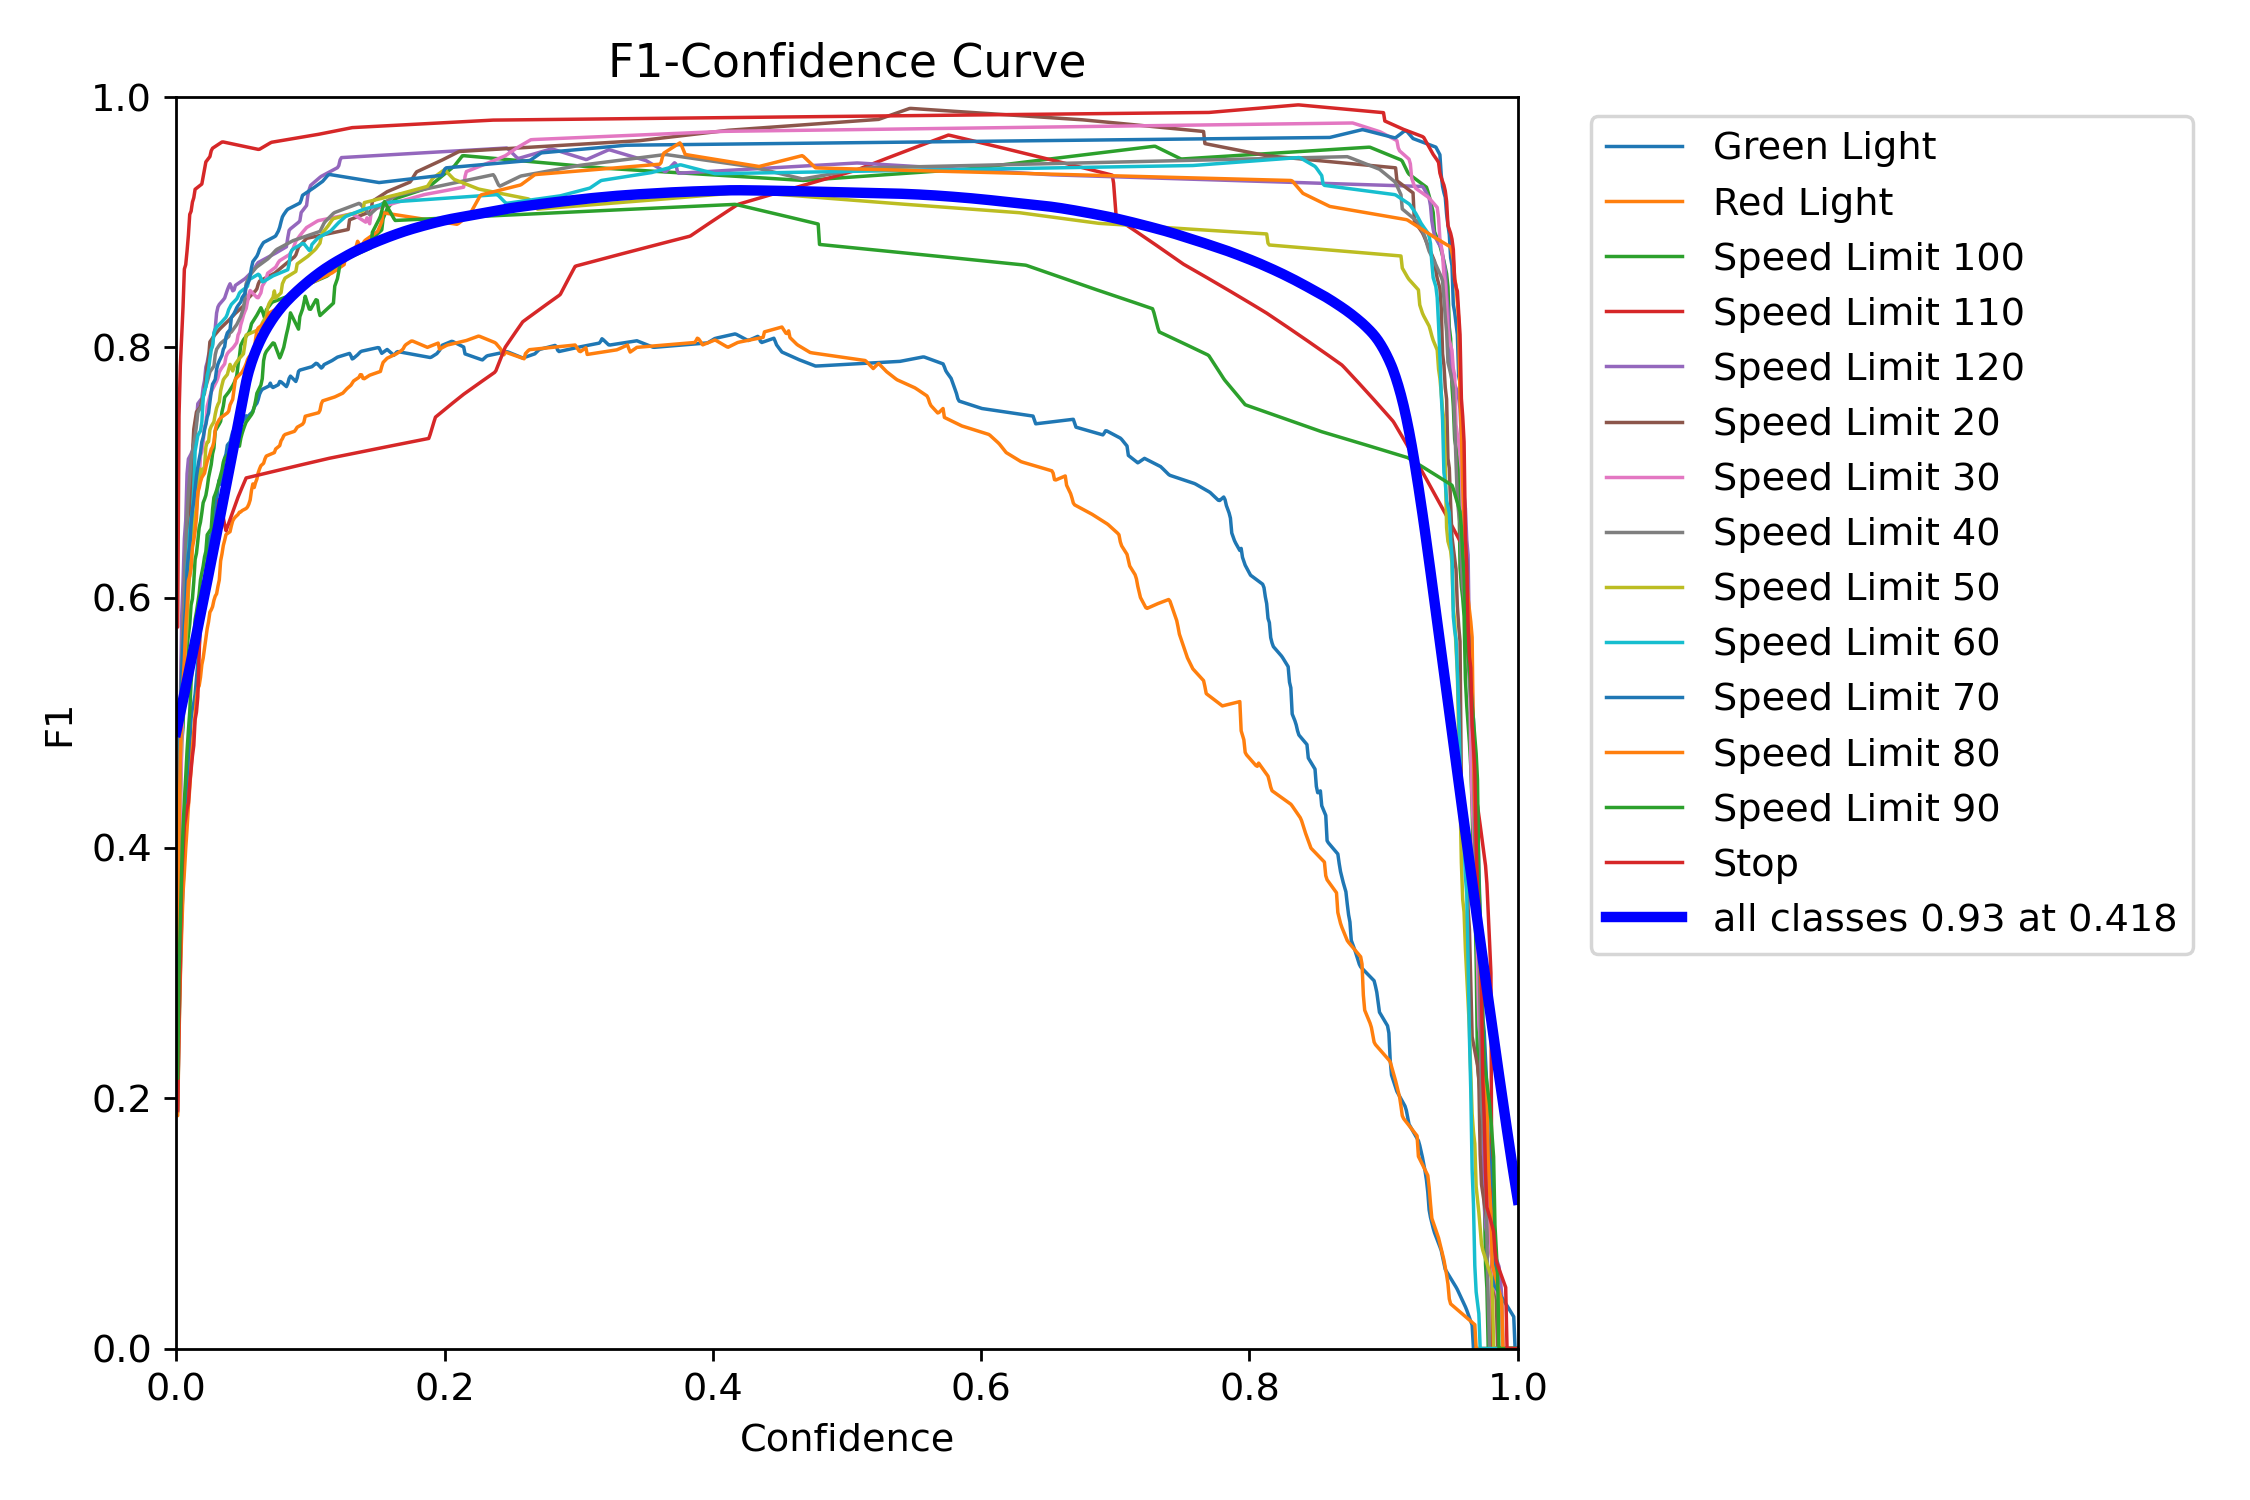 F1-Confidence Curve
1.0
0.8
0.6
0.4
0.2
0.0
F1
0.0 0.2 0.4 0.6 0.8 1.0
Confidence
Green Light
Red Light
Speed Limit 100
Speed Limit 110
Speed Limit 120
Speed Limit 20
Speed Limit 30
Speed Limit 40
Speed Limit 50
Speed Limit 60
Speed Limit 70
Speed Limit 80
Speed Limit 90
Stop
all classes 0.93 at 0.418